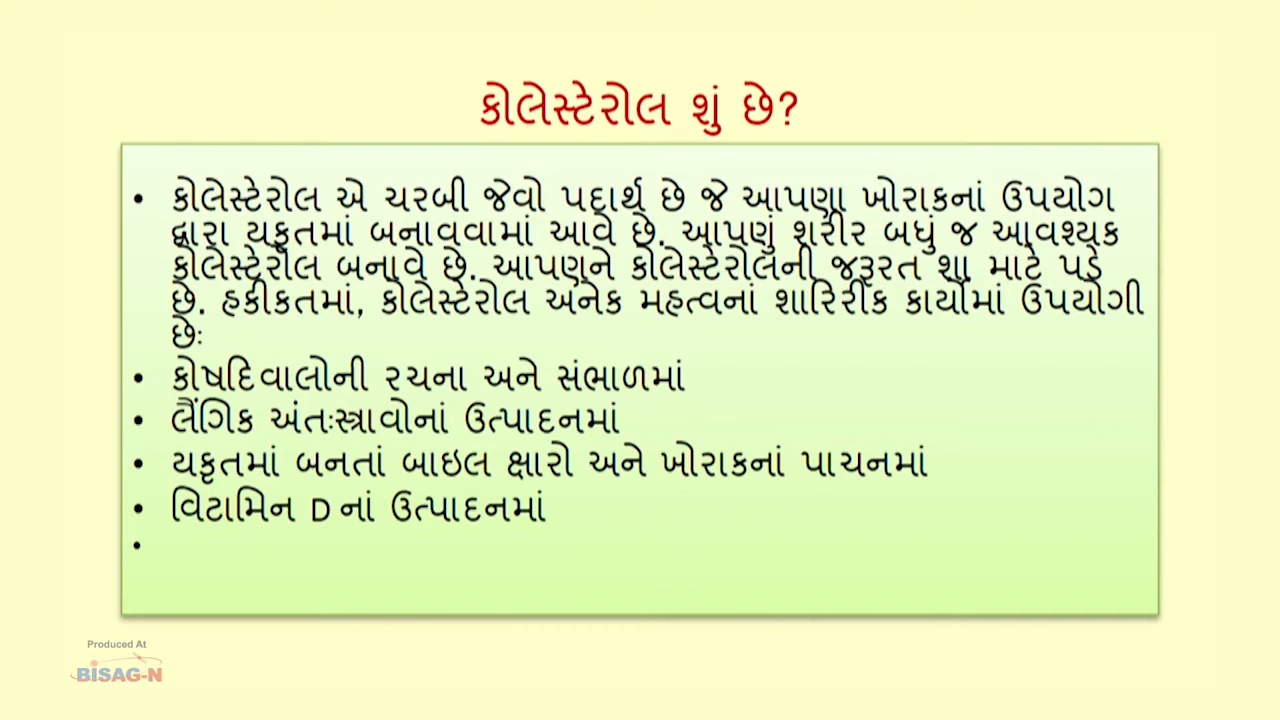 કોલેસ્ટેરોલ શું છે?
• કોલેસ્ટેરોલ એ ચરબી જેવો પદાર્થ છે જે આપણા ખોરાકનાં ઉપયોગ
દ્વારા યકૃતમાં બનાવવામાં આવે છે. આપણું શરીર બધું જ આવશ્યક
કોલેસ્ટેરોલ બનાવે છે. આપણને કોલેસ્ટેરોલની જરૂરત શા માટે પડે
છે. હકીકતમાં, કોલેસ્ટેરોલ અનેક મહત્વનાં શારિરીક કાર્યોમાં ઉપયોગી
છેઃ
• કોષદિવાલોની રચના અને સંભાળમાં
• લૈંગિક અંતઃસ્ત્રાવોનાં ઉત્પાદનમાં
• યકૃતમાં બનતાં બાઇલ ક્ષારો અને ખોરાકનાં પાચનમાં
• વિટામિન D નાં ઉત્પાદનમાં
•
Produced At
BISAG-N